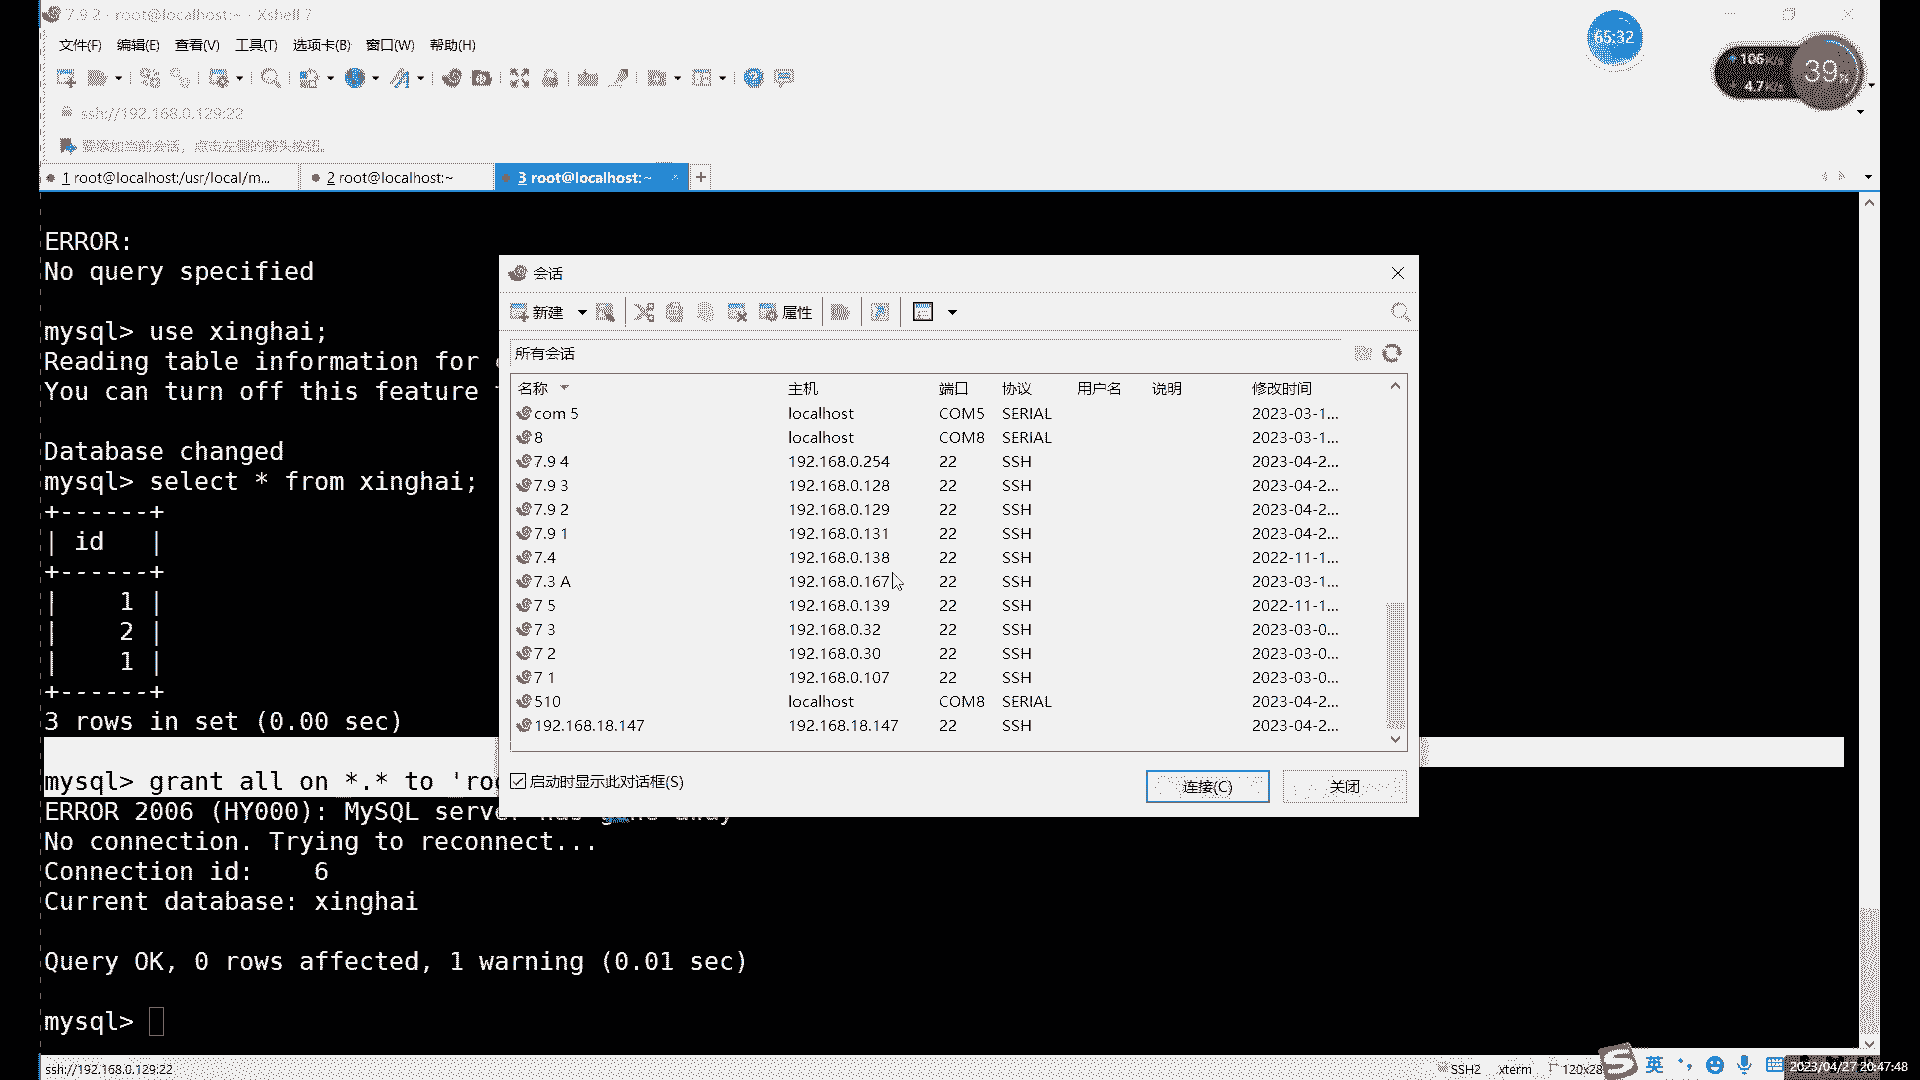 7.9 2 - root@localhost:~ - Xshell 7
文件(F) 编辑(E) 查看(V) 工具(T) 选项卡(B) 窗口(W) 帮助(H)
65:32
106 K/s
4.7 K/s
39%
ssh://192.168.0.129:22
要添加当前会话，点击左侧的箭头按钮。
1 root@localhost:/usr/local/m...
2 root@localhost:~
3 root@localhost:~
ERROR:
No query specified
mysql> use xinghai;
Reading table information for
You can turn off this feature
Database changed
mysql> select * from xinghai;
+------+
| id |
+------+
| 1 |
| 2 |
| 1 |
+------+
3 rows in set (0.00 sec)
mysql> grant all on *.* to
ERROR 2006 (HY000): MySQL server has gone away
No connection. Trying to reconnect...
Connection id: 6
Current database: xinghai
Query OK, 0 rows affected, 1 warning (0.01 sec)
mysql>
会话
新建 属性
所有会话
名称 主机 端口 协议 用户名 说明 修改时间
com 5 localhost COM5 SERIAL 2023-03-1...
8 localhost COM8 SERIAL 2023-03-1...
7.9 4 192.168.0.254 22 SSH 2023-04-2...
7.9 3 192.168.0.128 22 SSH 2023-04-2...
7.9 2 192.168.0.129 22 SSH 2023-04-2...
7.9 1 192.168.0.131 22 SSH 2023-04-2...
7.4 192.168.0.138 22 SSH 2022-11-1...
7.3 A 192.168.0.167 22 SSH 2023-03-1...
7 5 192.168.0.139 22 SSH 2022-11-1...
7 3 192.168.0.32 22 SSH 2023-03-0...
7 2 192.168.0.30 22 SSH 2023-03-0...
7 1 192.168.0.107 22 SSH 2023-03-0...
510 localhost COM8 SERIAL 2023-04-2...
192.168.18.147 192.168.18.147 22 SSH 2023-04-2...
启动时显示此对话框(S)
连接(C) 关闭
ssh://192.168.0.129:22
SSH2 xterm 120x28
英
2023/04/27 20:47:48